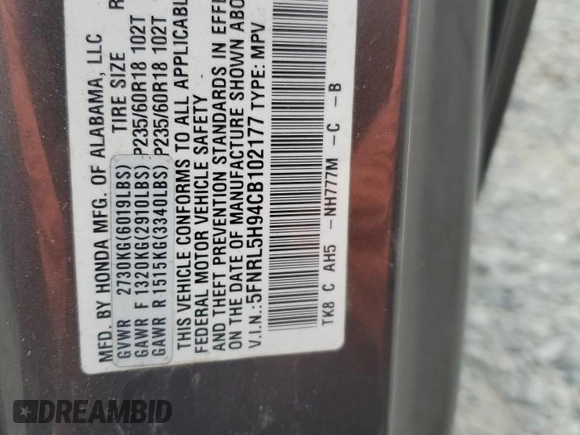 MFD. BY HONDA MFG. OF ALABAMA, LLC
TIRE SIZE
GVWR 2730KG(6019LBS)
GAWR F 1320KG(2910LBS) P235/60R18 102T
GAWR R 1515KG(3340LBS) P235/60R18 102T
THIS VEHICLE CONFORMS TO ALL APPLICABLE
FEDERAL MOTOR VEHICLE SAFETY
AND THEFT PREVENTION STANDARDS IN EFFE
ON THE DATE OF MANUFACTURE SHOWN ABO
V.I.N.:5FNRL5H94CB102177 TYPE: MPV
TK8 C AH5 - NH777M - C - B
DREAMBID